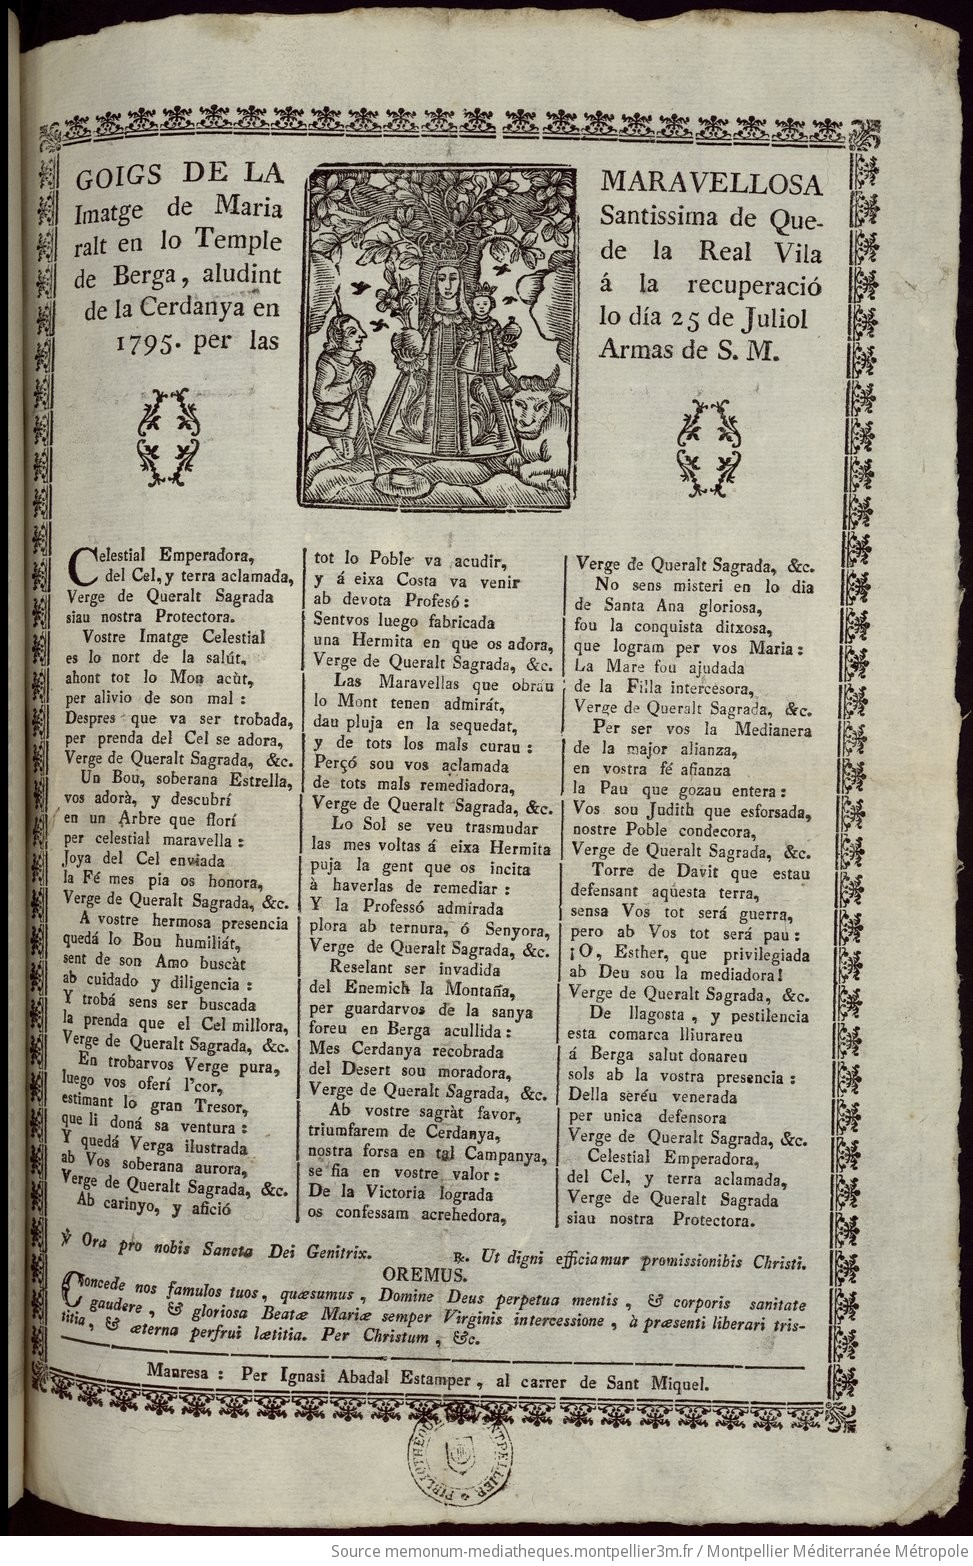 GOIGS DE LA MARAVELLOSA
Imatge de Maria Santissima de Que-
ralt en lo Temple de la Real Vila
de Berga, aludint á la recuperació
de la Cerdanya en lo día 25 de Juliol
1795. per las Armas de S. M.
Celestial Emperadora,
del Cel, y terra aclamada,
Verge de Queralt Sagrada
siau nostra Protectora.
Vostre Imatge Celestial
es lo nort de la salút,
ahont tot lo Mon acùt,
per alivio de son mal :
Despres que va ser trobada,
per prenda del Cel se adora,
Verge de Queralt Sagrada, &c.
Un Bou, soberana Estrella,
vos adorà, y descubrí
en un Arbre que florí
per celestial maravella :
Joya del Cel enviada
la Fé mes pia os honora,
Verge de Queralt Sagrada, &c.
A vostre hermosa presencia
quedá lo Bou humiliát,
sent de son Amo buscàt
ab cuidado y diligencia :
Y trobá sens ser buscada
la prenda que el Cel millora,
Verge de Queralt Sagrada, &c.
En trobarvos Verge pura,
luego vos oferí l'cor,
estimant lo gran Tresor,
que li doná sa ventura :
Y quedá Verga ilustrada
ab Vos soberana aurora,
Verge de Queralt Sagrada, &c.
Ab carinyo, y afició
tot lo Poble va acudir,
y á eixa Costa va venir
ab devota Profesó :
Sentvos luego fabricada
una Hermita en que os adora,
Verge de Queralt Sagrada, &c.
Las Maravellas que obrau
lo Mont tenen admirát,
dau pluja en la sequedat,
y de tots los mals curau :
Perçó sou vos aclamada
de tots mals remediadora,
Verge de Queralt Sagrada, &c.
Lo Sol se veu trasmudar
las mes voltas á eixa Hermita
puja la gent que os incita
à haverlas de remediar :
Y la Professó admirada
plora ab ternura, ó Senyora,
Verge de Queralt Sagrada, &c.
Reselant ser invadida
del Enemich la Montaña,
per guardarvos de la sanya
foreu en Berga acullida :
Mes Cerdanya recobrada
del Desert sou moradora,
Verge de Queralt Sagrada, &c.
Ab vostre sagràt favor,
triumfarem de Cerdanya,
nostra forsa en tal Campanya,
se fia en vostre valor :
De la Victoria lograda
os confessam acrehedora,
Verge de Queralt Sagrada, &c.
No sens misteri en lo dia
de Santa Ana gloriosa,
fou la conquista ditxosa,
que logram per vos Maria :
La Mare fou ajudada
de la Filla intercesora,
Verge de Queralt Sagrada, &c.
Per ser vos la Medianera
de la major alianza,
en vostra fé afianza
la Pau que gozau entera :
Vos sou Judith que esforsada,
nostre Poble condecora,
Verge de Queralt Sagrada, &c.
Torre de Davit que estau
defensant aqúesta terra,
sensa Vos tot será guerra,
pero ab Vos tot será pau :
¡O, Esther, que privilegiada
ab Deu sou la mediadora!
Verge de Queralt Sagrada, &c.
De llagosta , y pestilencia
esta comarca lliurareu
á Berga salut donareu
sols ab la vostra presencia :
Della seréu venerada
per unica defensora
Verge de Queralt Sagrada, &c.
Celestial Emperadora,
del Cel, y terra aclamada,
Verge de Queralt Sagrada
siau nostra Protectora.
℣ Ora pro nobis Sancta Dei Genitrix. ℟. Ut digni efficiamur promissionibis Christi.
OREMUS.
Concede nos famulos tuos, quæsumus , Domine Deus perpetua mentis , & corporis sanitate
gaudere , & gloriosa Beatæ Mariæ semper Virginis intercessione , à præsenti liberari tris-
titia, & æterna perfrui lætitia. Per Christum , &c.
Manresa : Per Ignasi Abadal Estamper , al carrer de Sant Miquel.
BIBLIOTHEQUE DE MONTPELLIER
Source memonum-mediatheques.montpellier3m.fr / Montpellier Méditerranée Métropole